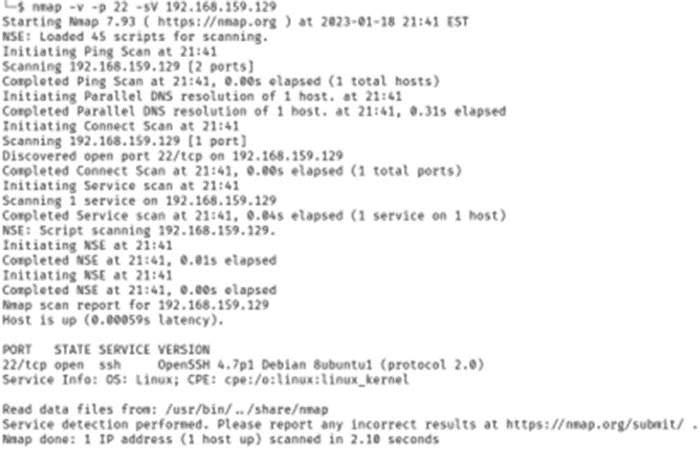 └─$ nmap -v -p 22 -sV 192.168.159.129
Starting Nmap 7.93 ( https://nmap.org ) at 2023-01-18 21:41 EST
NSE: Loaded 45 scripts for scanning.
Initiating Ping Scan at 21:41
Scanning 192.168.159.129 [2 ports]
Completed Ping Scan at 21:41, 0.00s elapsed (1 total hosts)
Initiating Parallel DNS resolution of 1 host. at 21:41
Completed Parallel DNS resolution of 1 host. at 21:41, 0.31s elapsed
Initiating Connect Scan at 21:41
Scanning 192.168.159.129 [1 port]
Discovered open port 22/tcp on 192.168.159.129
Completed Connect Scan at 21:41, 0.00s elapsed (1 total ports)
Initiating Service scan at 21:41
Scanning 1 service on 192.168.159.129
Completed Service scan at 21:41, 0.04s elapsed (1 service on 1 host)
NSE: Script scanning 192.168.159.129.
Initiating NSE at 21:41
Completed NSE at 21:41, 0.01s elapsed
Initiating NSE at 21:41
Completed NSE at 21:41, 0.00s elapsed
Nmap scan report for 192.168.159.129
Host is up (0.00059s latency).
PORT   STATE SERVICE VERSION
22/tcp open  ssh     OpenSSH 4.7p1 Debian 8ubuntu1 (protocol 2.0)
Service Info: OS: Linux; CPE: cpe:/o:linux:linux_kernel
Read data files from: /usr/bin/../share/nmap
Service detection performed. Please report any incorrect results at https://nmap.org/submit/ .
Nmap done: 1 IP address (1 host up) scanned in 2.10 seconds